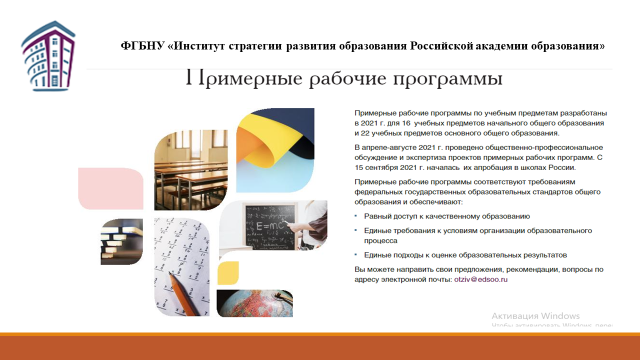 ФГБНУ «Институт стратегии развития образования Российской академии образования»
Примерные рабочие программы
Примерные рабочие программы по учебным предметам разработаны
в 2021 г. для 16 учебных предметов начального общего образования
и 22 учебных предметов основного общего образования.
В апреле-августе 2021 г. проведено общественно-профессиональное
обсуждение и экспертиза проектов примерных рабочих программ. С
15 сентября 2021 г. началась их апробация в школах России.
Примерные рабочие программы соответствуют требованиям
федеральных государственных образовательных стандартов общего
образования и обеспечивают:
• Равный доступ к качественному образованию
• Единые требования к условиям организации образовательного
процесса
• Единые подходы к оценке образовательных результатов
Вы можете направить свои предложения, рекомендации, вопросы по
адресу электронной почты: otziv@edsoo.ru
E=mc
Активация Windows
Чтобы активировать Windows,